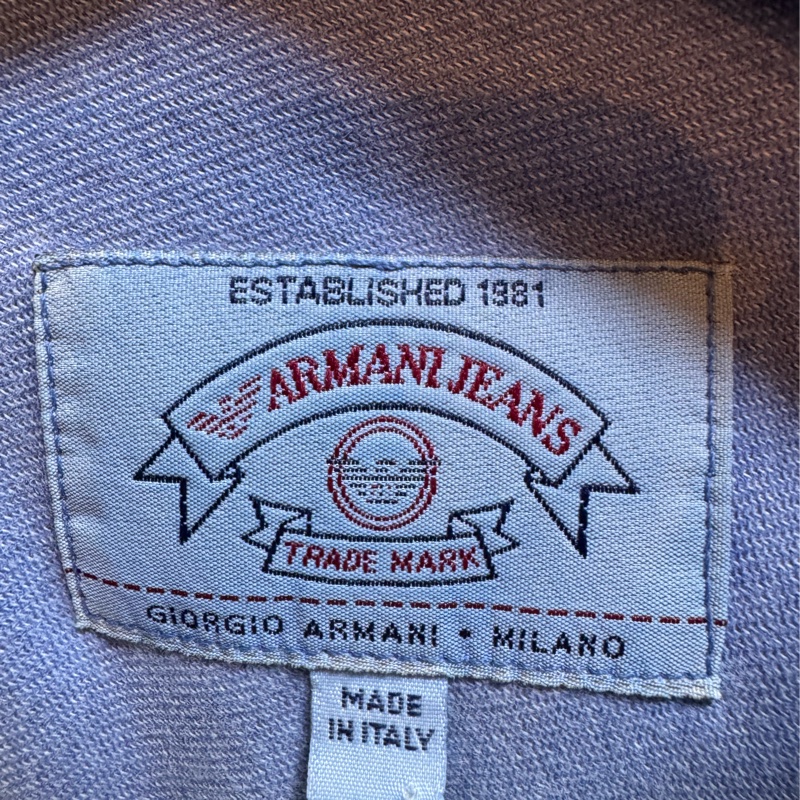 ESTABLISHED 1981
ARMANI JEANS
TRADE MARK
GIORGIO ARMANI • MILANO
MADE
IN ITALY